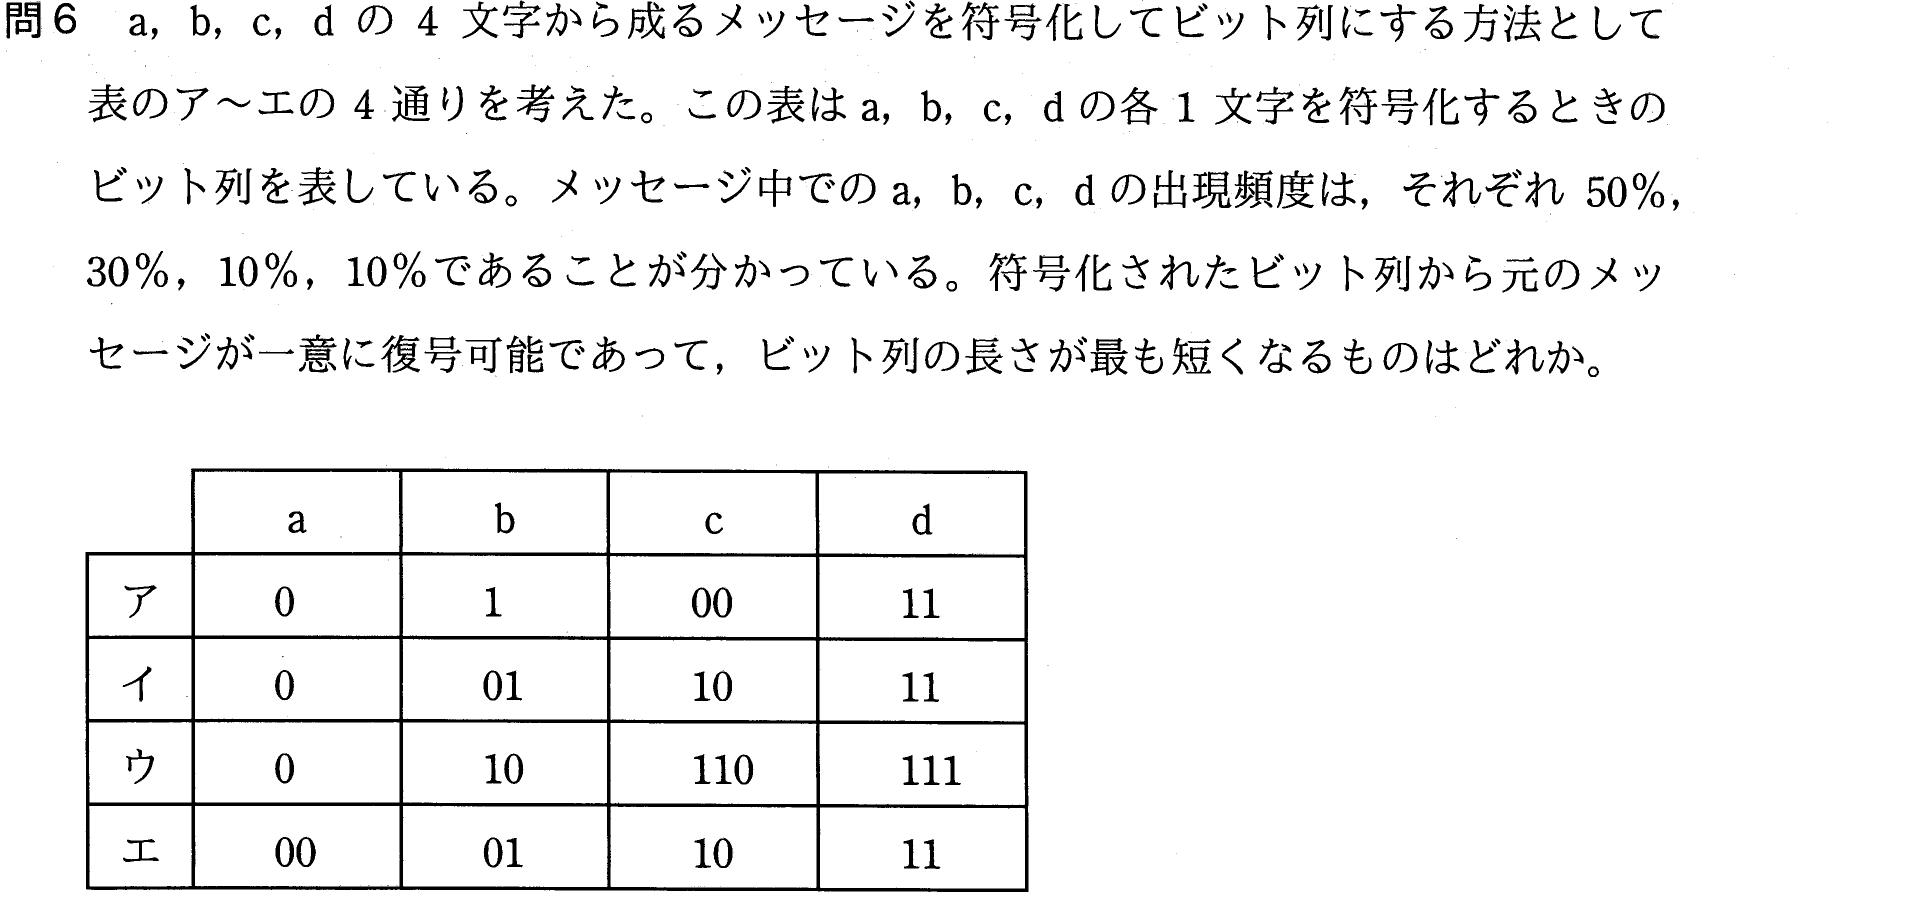 問6 a，b，c，d の 4 文字から成るメッセージを符号化してビット列にする方法として
表のア～エの 4 通りを考えた。この表は a，b，c，d の各 1 文字を符号化するときの
ビット列を表している。メッセージ中での a，b，c，d の出現頻度は，それぞれ 50％，
30％，10％，10％であることが分かっている。符号化されたビット列から元のメッ
セージが一意に復号可能であって，ビット列の長さが最も短くなるものはどれか。
a b c d
ア 0 1 00 11
イ 0 01 10 11
ウ 0 10 110 111
エ 00 01 10 11